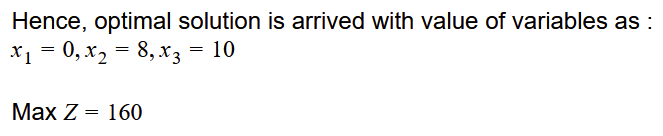 Hence, optimal solution is arrived with value of variables as :
x₁ = 0, x₂ = 8, x₃ = 10
Max Z = 160